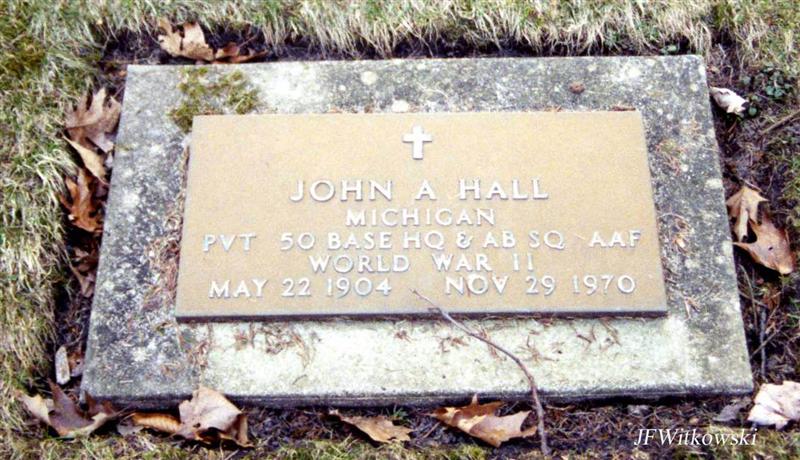 JOHN A HALL
MICHIGAN
PVT 50 BASE HQ & AB SQ AAF
WORLD WAR II
MAY 22 1904 NOV 29 1970
JFWitkowski